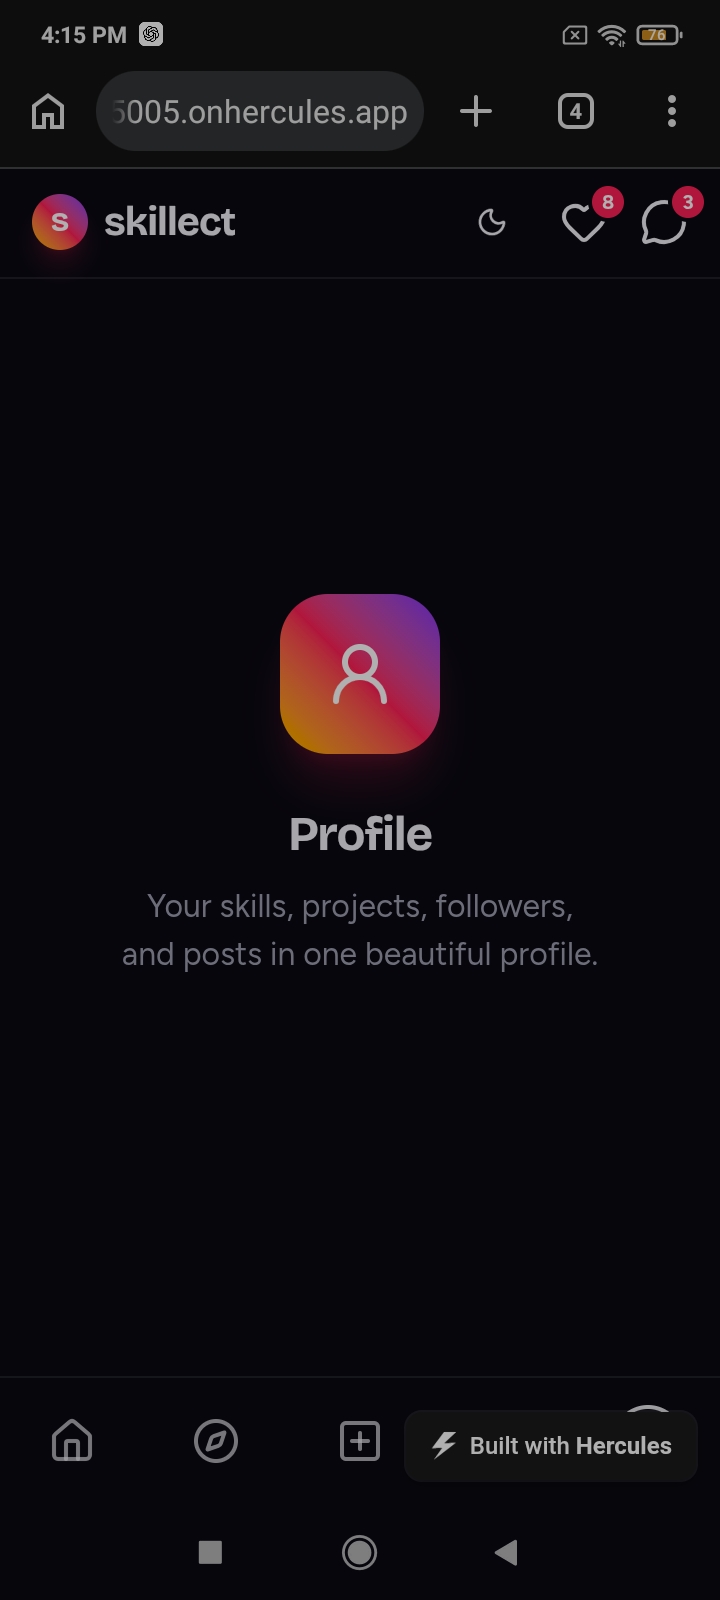 4:15 PM
76
5005.onhercules.app
4
s
skillect
8
3
Profile
Your skills, projects, followers,
and posts in one beautiful profile.
Built with Hercules